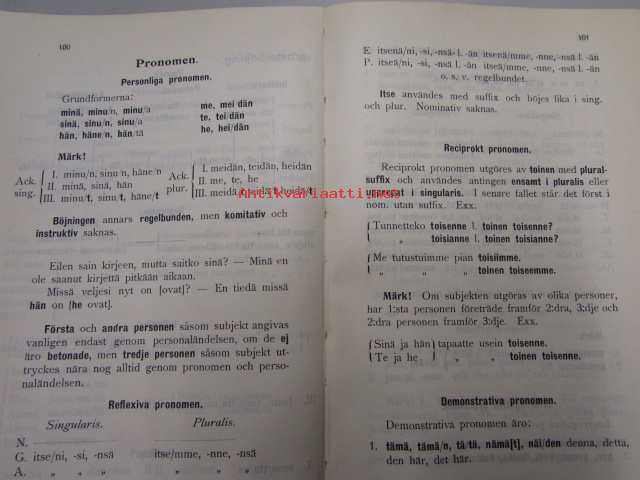 100
Pronomen.
Personliga pronomen.
Grundformerna:
minä, minu/n, minu/a
me, mei/dän
sinä, sinu/n, sinu/a
te, tei/dän
hän, häne/n, hän/tä
he, hei/dän
Märk!
Ack. sing. I. minu/n, sinu/n, häne/n
II. minä, sinä, hän
III. minu/t, sinu/t, häne/t
Ack. plur. I. meidän, teidän, heidän
II. me, te, he
III. meidä/t, teidä/t, heidä/t
Antikvariaatti.net
Böjningen annars regelbunden, men komitativ och
instruktiv saknas.
Eilen sain kirjeen, mutta saitko sinä? — Minä en
ole saanut kirjettä pitkään aikaan.
Missä veljesi nyt on [ovat]? — En tiedä missä
hän on [he ovat].
Första och andra personen såsom subjekt angivas
vanligen endast genom personaländelsen, om de ej
äro betonade, men tredje personen såsom subjekt ut-
tryckes nära nog alltid genom pronomen och perso-
naländelsen.
Reflexiva pronomen.
Singularis. Pluralis.
N.
G. itse/ni, -si, -nsä itse/mme, -nne, -nsä
A. „ „ „ „ „ „
101
E. itsenä/ni, -si, -nsä l. -än itsenä/mme, -nne, -nsä l. -än
P. itseä/ni, -si, -nsä l. -än itseä/mme, -nne, -nsä l. -än
o. s. v. regelbundet.
Itse användes med suffix och böjes lika i sing.
och plur. Nominativ saknas.
Reciprokt pronomen.
Reciprokt pronomen utgöres av toinen med plural-
suffix och användes antingen ensamt i pluralis eller
upprepat i singularis. I senare fallet står det först i
nom. utan suffix. Exx.
Tunnetteko toisenne l. toinen toisenne?
„ toisianne l. toinen toisianne?
Me tutustuimme pian toisiimme.
„ „ „ toinen toiseemme.
Märk! Om subjekten utgöras av olika personer,
har 1:sta personen företräde framför 2:dra, 3:dje och
2:dra personen framför 3:dje. Exx.
Sinä ja hän tapaatte usein toisenne.
Te ja he „ „ toinen toisenne.
Demonstrativa pronomen.
Demonstrativa pronomen äro:
1. tämä, tämä/n, tä/tä, nämä[t], näi/den denna, detta,
den här, det här.